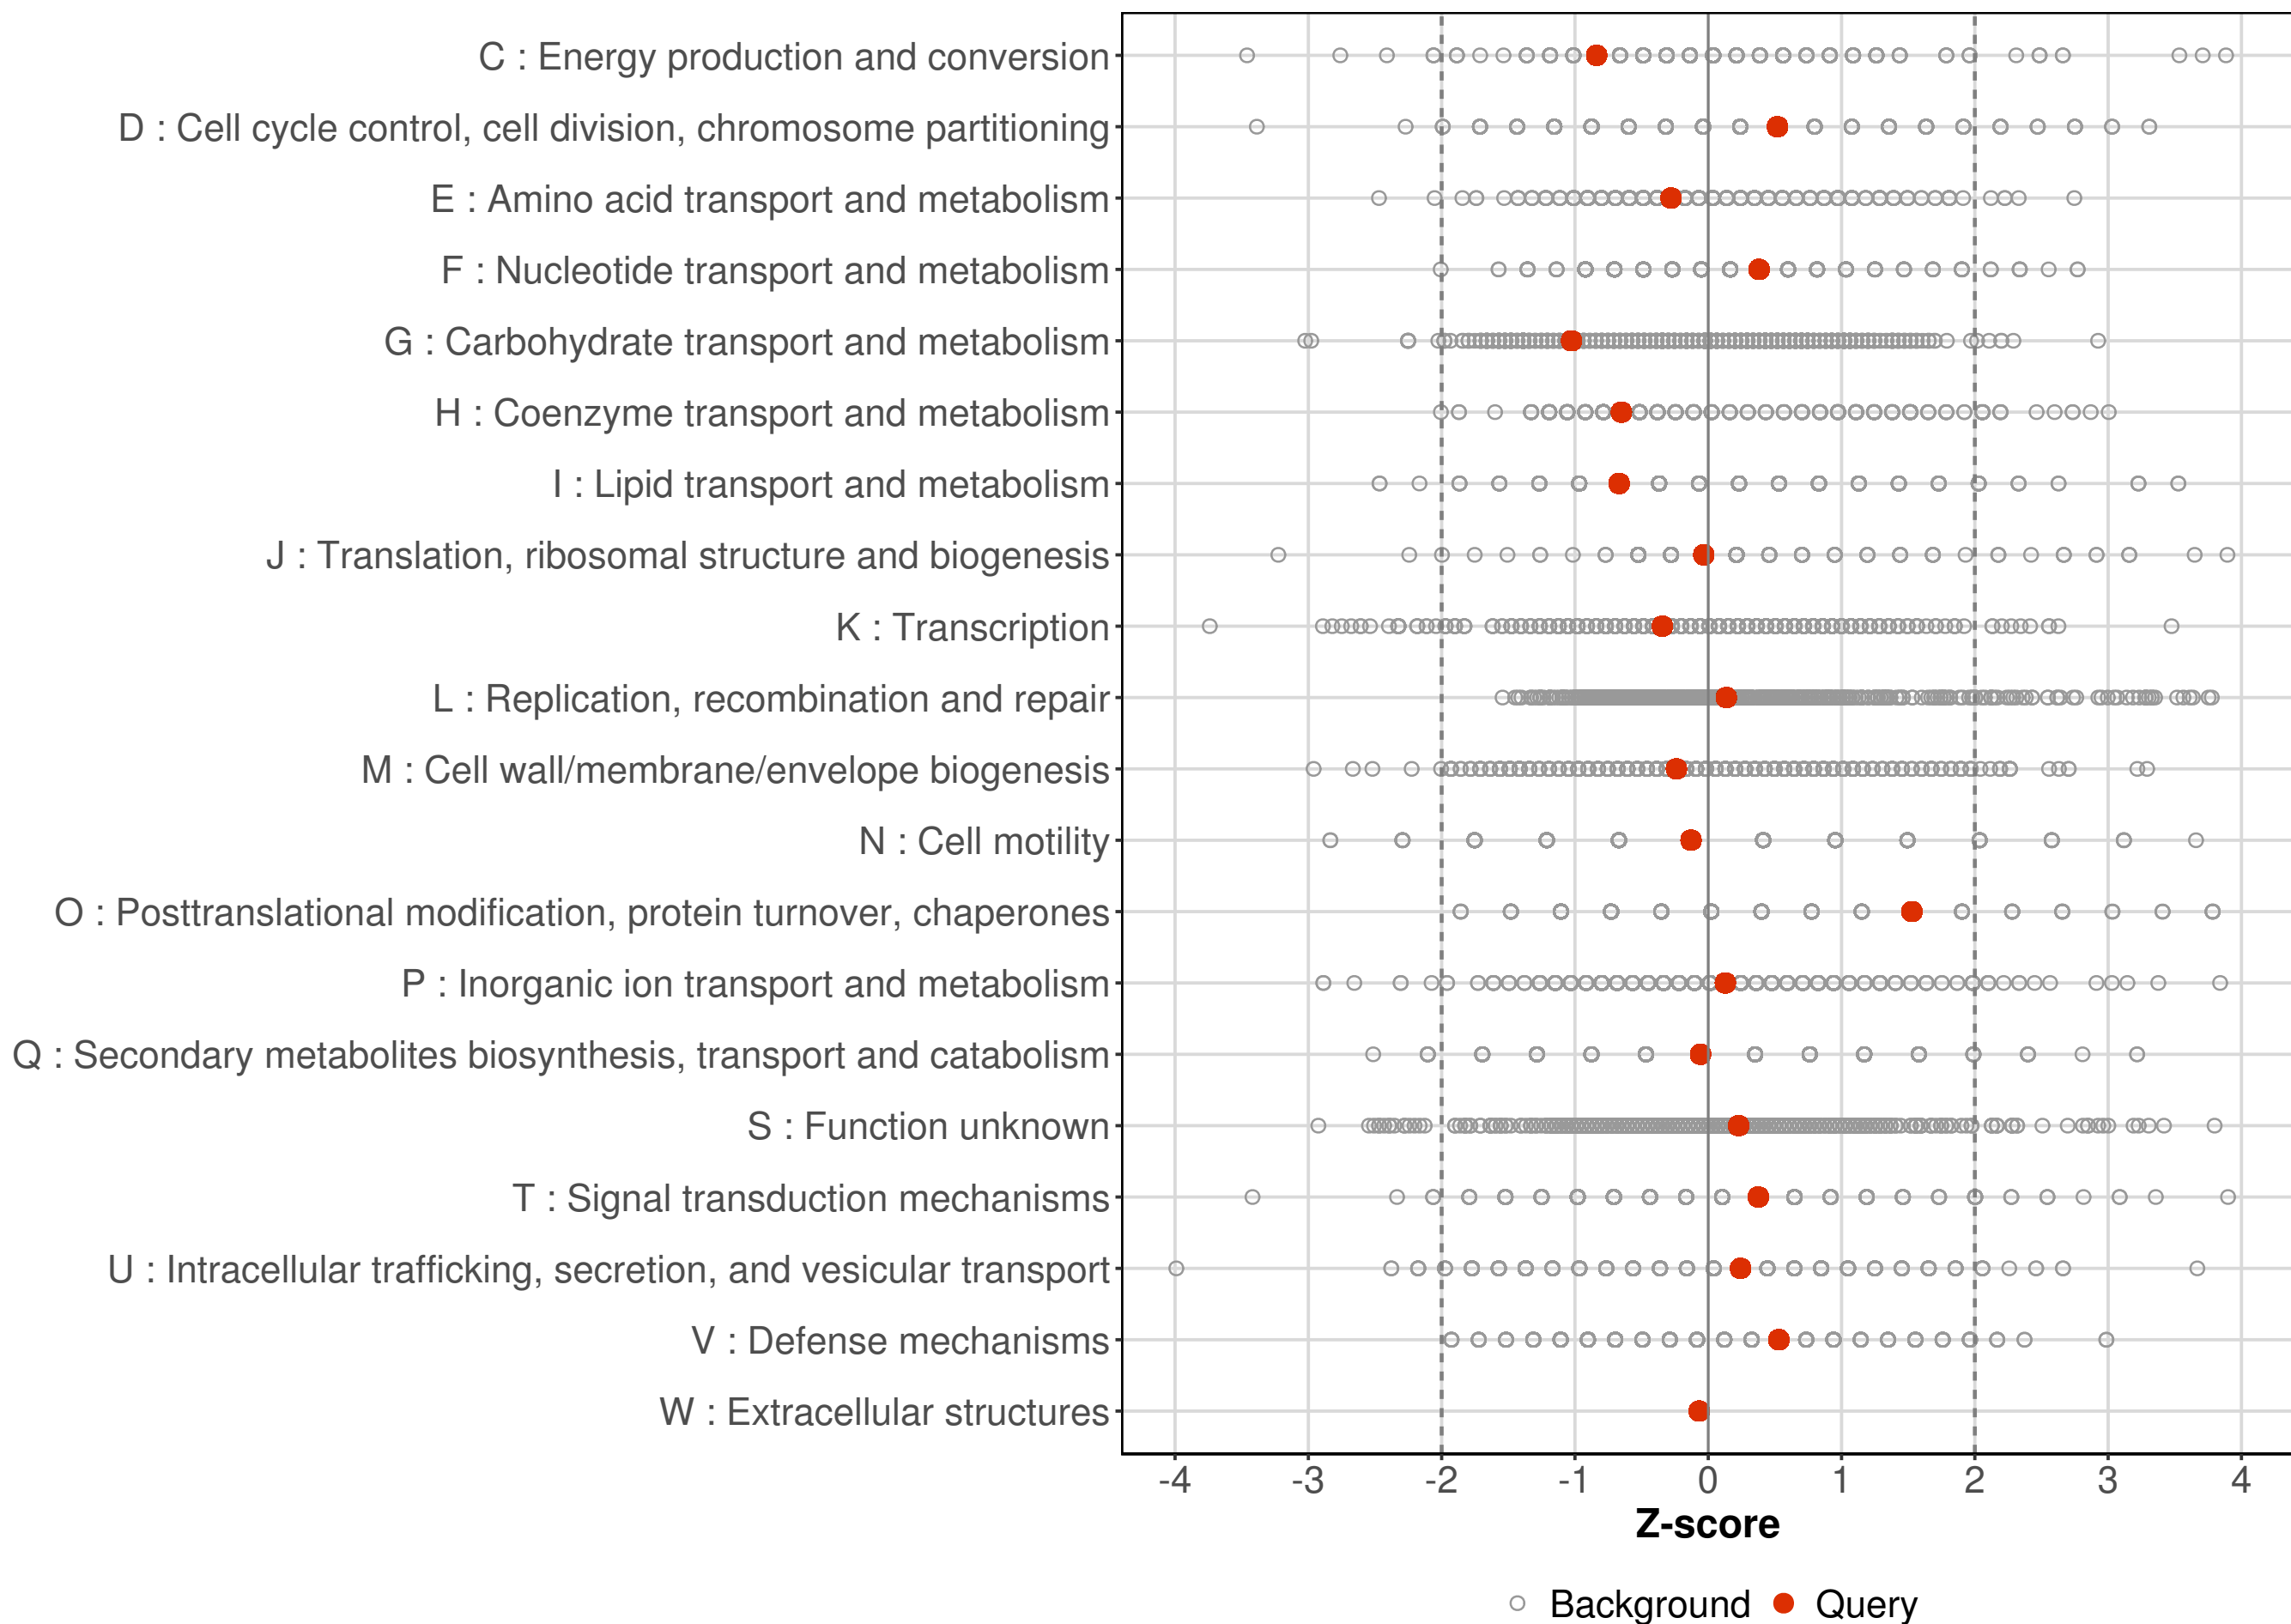 C : Energy production and conversion
D : Cell cycle control, cell division, chromosome partitioning
E : Amino acid transport and metabolism
F : Nucleotide transport and metabolism
G : Carbohydrate transport and metabolism
H : Coenzyme transport and metabolism
I : Lipid transport and metabolism
J : Translation, ribosomal structure and biogenesis
K : Transcription
L : Replication, recombination and repair
M : Cell wall/membrane/envelope biogenesis
N : Cell motility
O : Posttranslational modification, protein turnover, chaperones
P : Inorganic ion transport and metabolism
Q : Secondary metabolites biosynthesis, transport and catabolism
S : Function unknown
T : Signal transduction mechanisms
U : Intracellular trafficking, secretion, and vesicular transport
V : Defense mechanisms
W : Extracellular structures
-4 -3 -2 -1 0 1 2 3 4
Z-score
Background Query